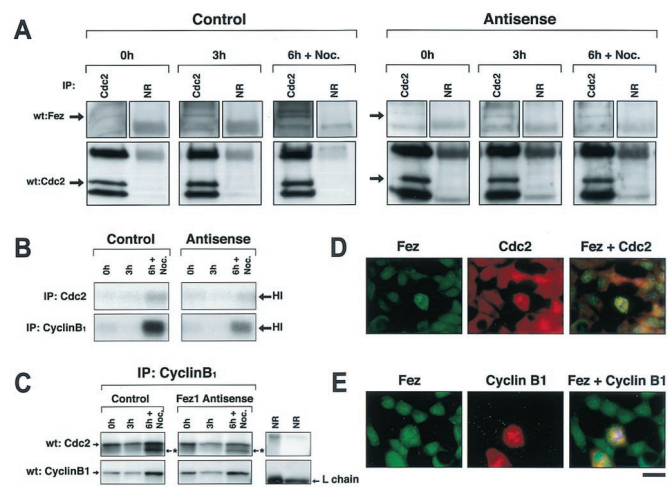 A
Control
Antisense
0h 3h 6h + Noc. 0h 3h 6h + Noc.
IP: Cdc2 NR Cdc2 NR Cdc2 NR Cdc2 NR Cdc2 NR Cdc2 NR
wt:Fez
wt:Cdc2
B
Control Antisense
0h 3h 6h + Noc. 0h 3h 6h + Noc.
IP: Cdc2 HI
IP: CyclinB1 HI
C
IP: CyclinB1
Control Fez1 Antisense
0h 3h 6h + Noc. 0h 3h 6h + Noc. NR NR
wt: Cdc2 * *
wt: CyclinB1 L chain
D
Fez Cdc2 Fez + Cdc2
E
Fez Cyclin B1 Fez + Cyclin B1